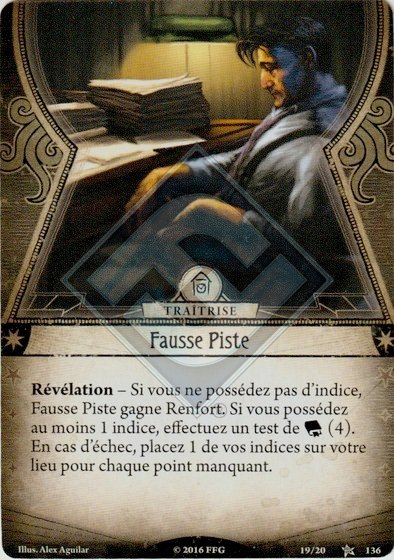 TRAÎTRISE
Fausse Piste
Révélation – Si vous ne possédez pas d'indice,
Fausse Piste gagne Renfort. Si vous possédez
au moins 1 indice, effectuez un test de (4).
En cas d'échec, placez 1 de vos indices sur votre
lieu pour chaque point manquant.
Illus. Alex Aguilar © 2016 FFG 19/20 136